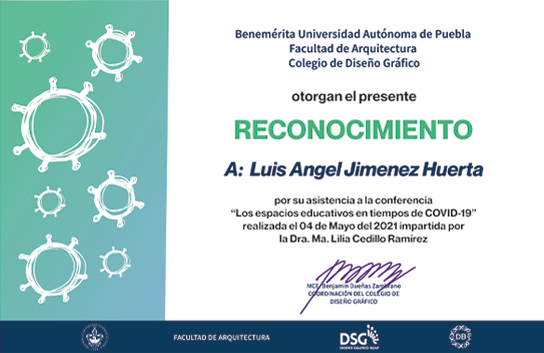 Benemérita Universidad Autónoma de Puebla
Facultad de Arquitectura
Colegio de Diseño Gráfico
otorgan el presente
RECONOCIMIENTO
A: Luis Angel Jimenez Huerta
por su asistencia a la conferencia
“Los espacios educativos en tiempos de COVID-19”
realizada el 04 de Mayo del 2021 impartida por
la Dra. Ma. Lilia Cedillo Ramírez
MCE. Benjamín Dueñas Zambrano
COORDINACIÓN DEL COLEGIO DE
DISEÑO GRÁFICO
FACULTAD DE ARQUITECTURA
DSG
DISEÑO GRÁFICO BUAP
DB